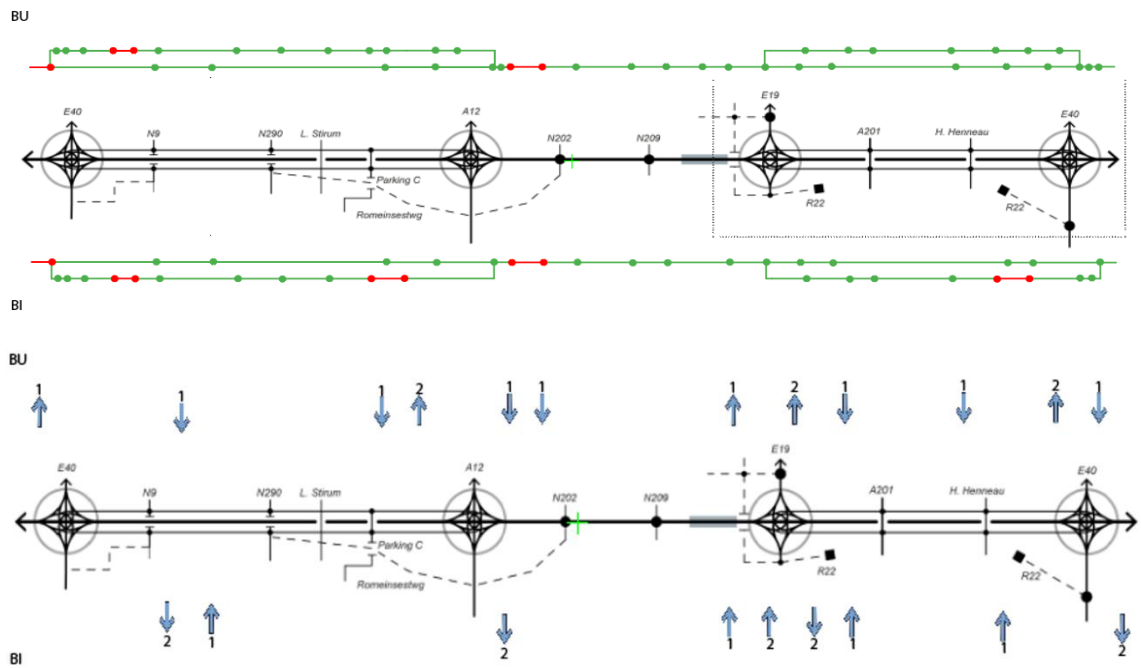 BU
E40
N9
N290
L. Stirum
A12
N202
N209
E19
A201
H. Henneau
E40
Parking C
Romeinsestwg
R22
R22
BI
BU
1
1
1
2
1
1
1
2
1
1
2
1
E40
N9
N290
L. Stirum
A12
N202
N209
E19
A201
H. Henneau
E40
Parking C
Romeinsestwg
R22
R22
2
1
2
1
2
2
1
1
2
BI